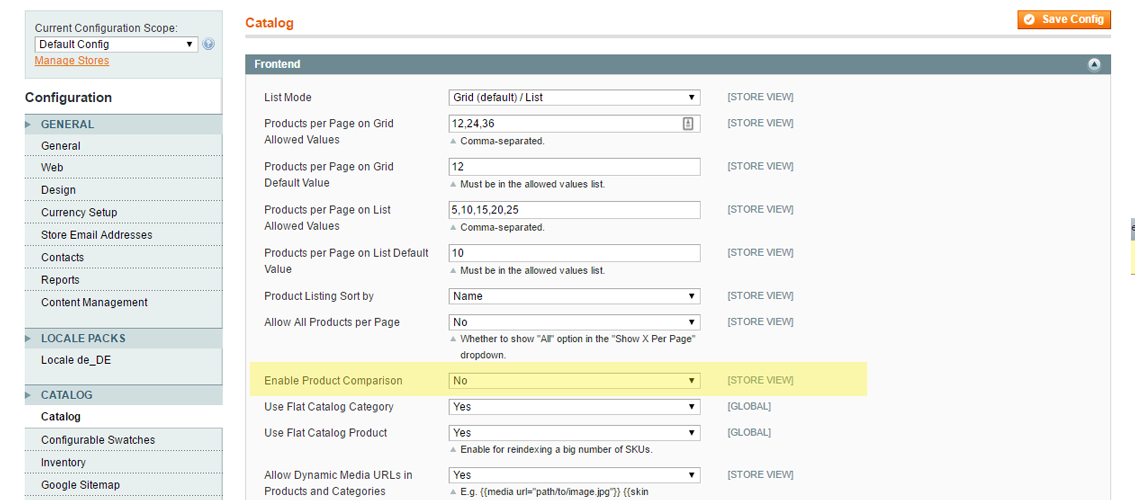 Current Configuration Scope:
Default Config
Manage Stores
Configuration
GENERAL
General
Web
Design
Currency Setup
Store Email Addresses
Contacts
Reports
Content Management
LOCALE PACKS
Locale de_DE
CATALOG
Catalog
Configurable Swatches
Inventory
Google Sitemap
Catalog
Save Config
Frontend
List Mode
Grid (default) / List
[STORE VIEW]
Products per Page on Grid
Allowed Values
12,24,36
[STORE VIEW]
Comma-separated.
Products per Page on Grid
Default Value
12
[STORE VIEW]
Must be in the allowed values list.
Products per Page on List
Allowed Values
5,10,15,20,25
[STORE VIEW]
Comma-separated.
Products per Page on List Default
Value
10
[STORE VIEW]
Must be in the allowed values list.
Product Listing Sort by
Name
[STORE VIEW]
Allow All Products per Page
No
[STORE VIEW]
Whether to show "All" option in the "Show X Per Page"
dropdown.
Enable Product Comparison
No
[STORE VIEW]
Use Flat Catalog Category
Yes
[GLOBAL]
Use Flat Catalog Product
Yes
[GLOBAL]
Enable for reindexing a big number of SKUs.
Allow Dynamic Media URLs in
Products and Categories
Yes
[STORE VIEW]
E.g. {{media url="path/to/image.jpg"}} {{skin